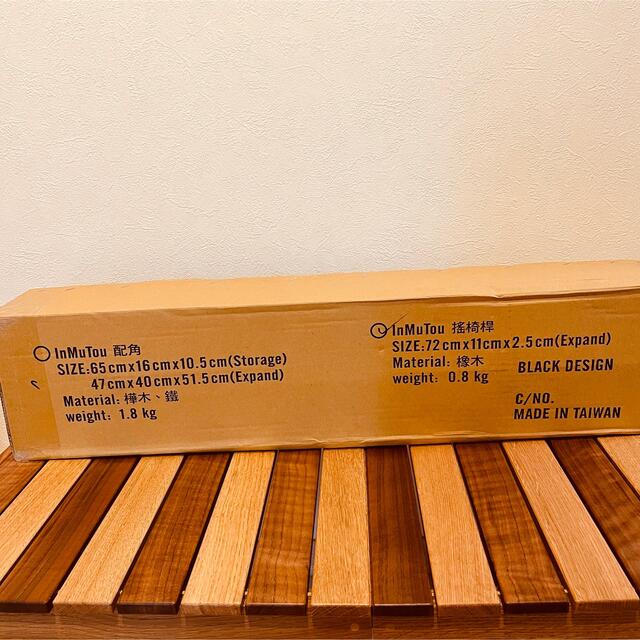 InMuTou 配角
SIZE:65cmx16cmx10.5cm(Storage)
47cmx40cmx51.5cm(Expand)
Material: 樺木、鐵
weight: 1.8 kg
InMuTou 搖椅桿
SIZE:72cmx11cmx2.5cm(Expand)
Material: 橡木
weight: 0.8 kg
BLACK DESIGN
C/NO.
MADE IN TAIWAN